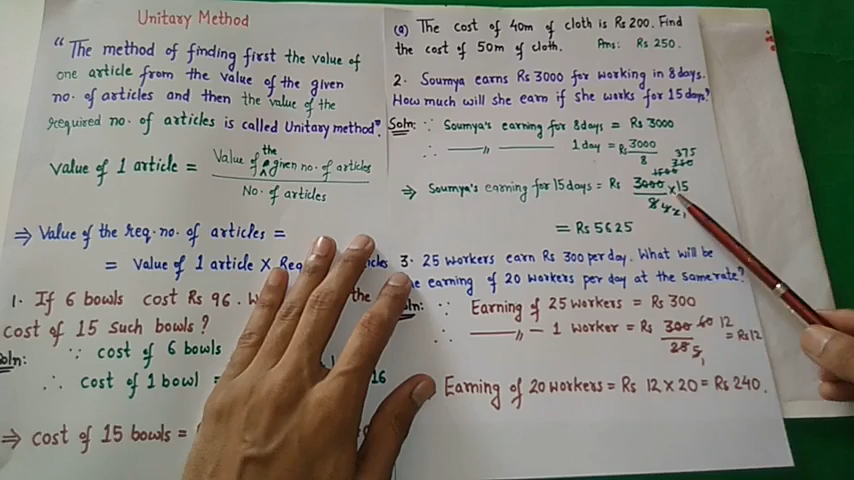 Unitary Method
"The method of finding first the value of
one article from the value of the given
no. of articles and then the value of the
required no. of articles is called Unitary method"
Value of 1 article = Value of the given no. of articles
No. of articles
⇒ Value of the req. no. of articles =
= Value of 1 article X Req
1. If 6 bowls cost Rs 96. the
cost of 15 such bowls?
Soln: ∵ cost of 6 bowls
∴ cost of 1 bowl = 16
⇒ cost of 15 bowls =
(a) The cost of 40m of cloth is Rs 200. Find
the cost of 50m of cloth. Ans: Rs 250.
2. Soumya earns Rs 3000 for working in 8 days.
How much will she earn if she works for 15 days?
Soln: ∵ Soumya's earning for 8 days = Rs 3000
∴ —— " —— 1 day = Rs 3000
8
375
⇒ Soumya's earning for 15 days = Rs 3000 x 15
8
= Rs 5625
3. 25 workers earn Rs 300 per day. What will be
earning of 20 workers per day at the same rate?
∵ Earning of 25 workers = Rs 300
—— " — 1 worker = Rs 300 60 12 = Rs 12
25 5 1
Earning of 20 workers = Rs 12 X 20 = Rs 240.